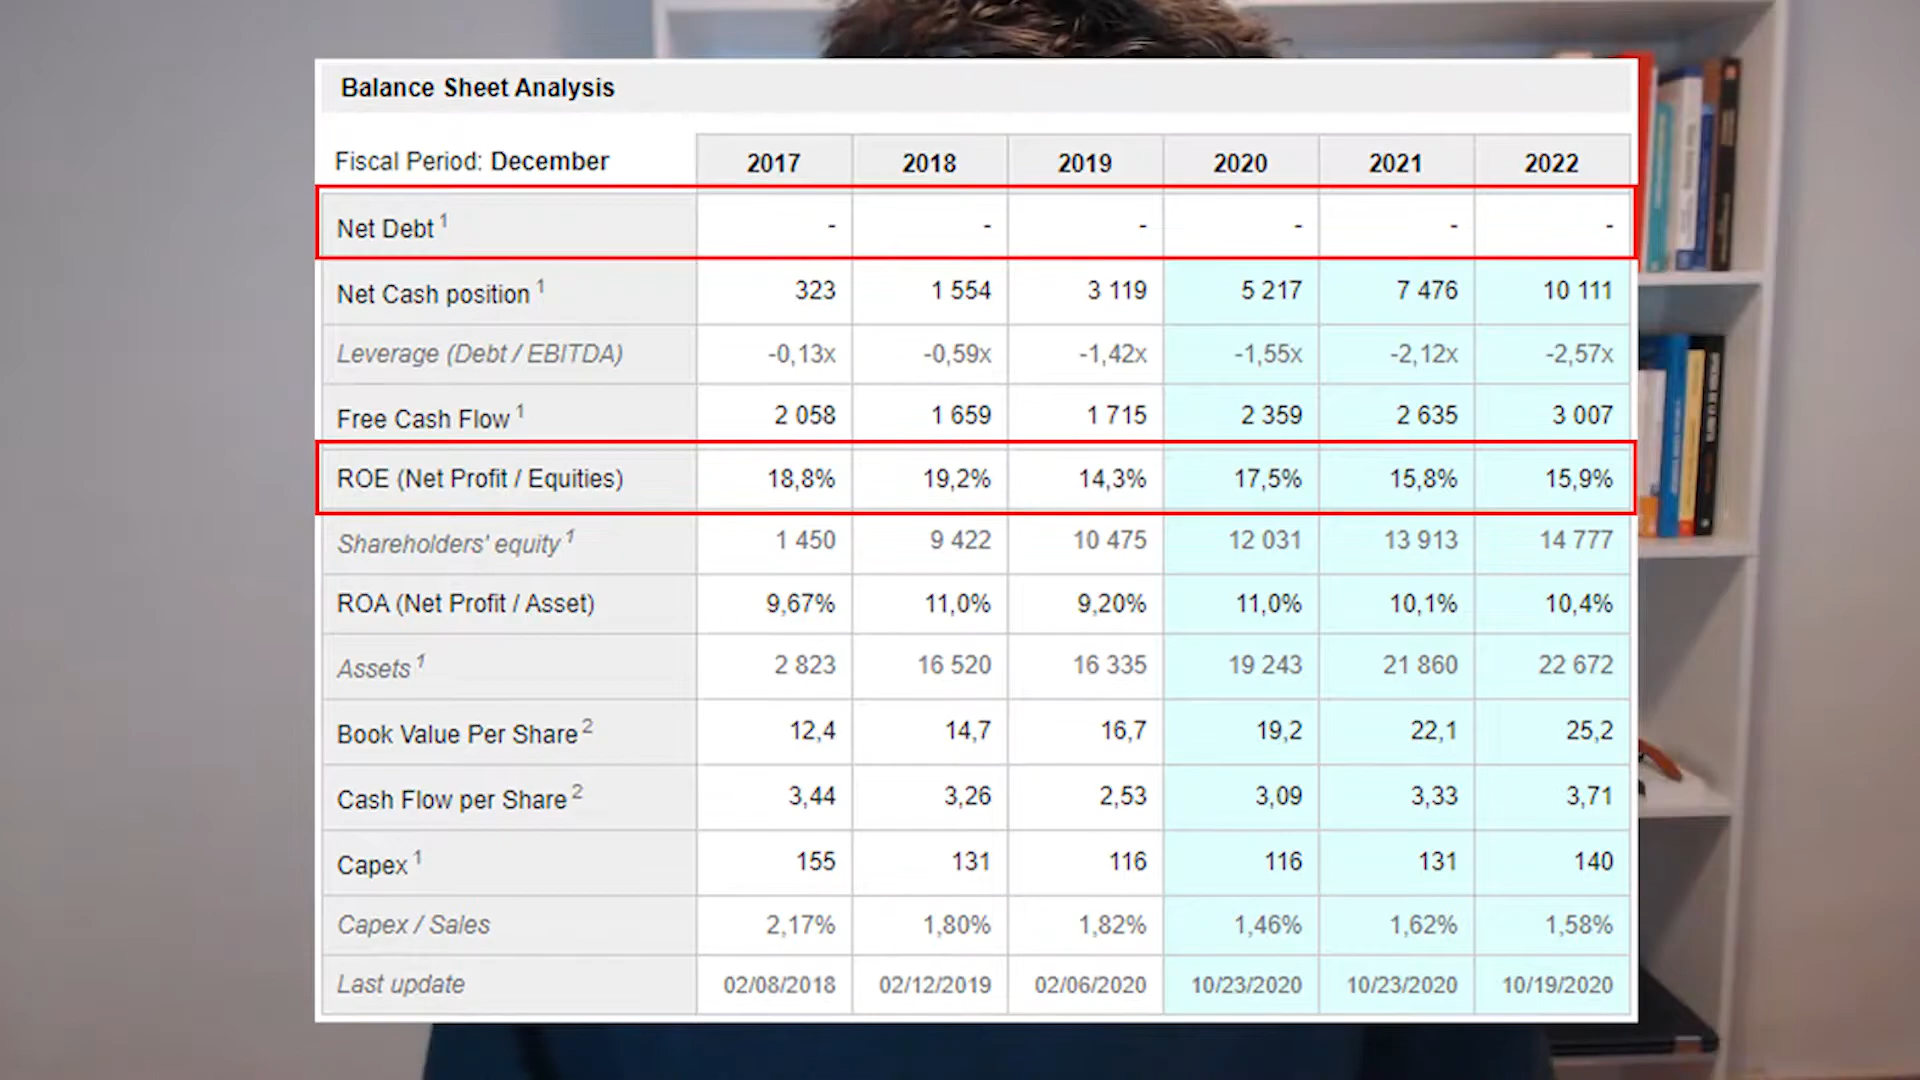 Balance Sheet Analysis
Fiscal Period: December 2017 2018 2019 2020 2021 2022
Net Debt 1 - - - - - -
Net Cash position 1 323 1 554 3 119 5 217 7 476 10 111
Leverage (Debt / EBITDA) -0,13x -0,59x -1,42x -1,55x -2,12x -2,57x
Free Cash Flow 1 2 058 1 659 1 715 2 359 2 635 3 007
ROE (Net Profit / Equities) 18,8% 19,2% 14,3% 17,5% 15,8% 15,9%
Shareholders' equity 1 1 450 9 422 10 475 12 031 13 913 14 777
ROA (Net Profit / Asset) 9,67% 11,0% 9,20% 11,0% 10,1% 10,4%
Assets 1 2 823 16 520 16 335 19 243 21 860 22 672
Book Value Per Share 2 12,4 14,7 16,7 19,2 22,1 25,2
Cash Flow per Share 2 3,44 3,26 2,53 3,09 3,33 3,71
Capex 1 155 131 116 116 131 140
Capex / Sales 2,17% 1,80% 1,82% 1,46% 1,62% 1,58%
Last update 02/08/2018 02/12/2019 02/06/2020 10/23/2020 10/23/2020 10/19/2020